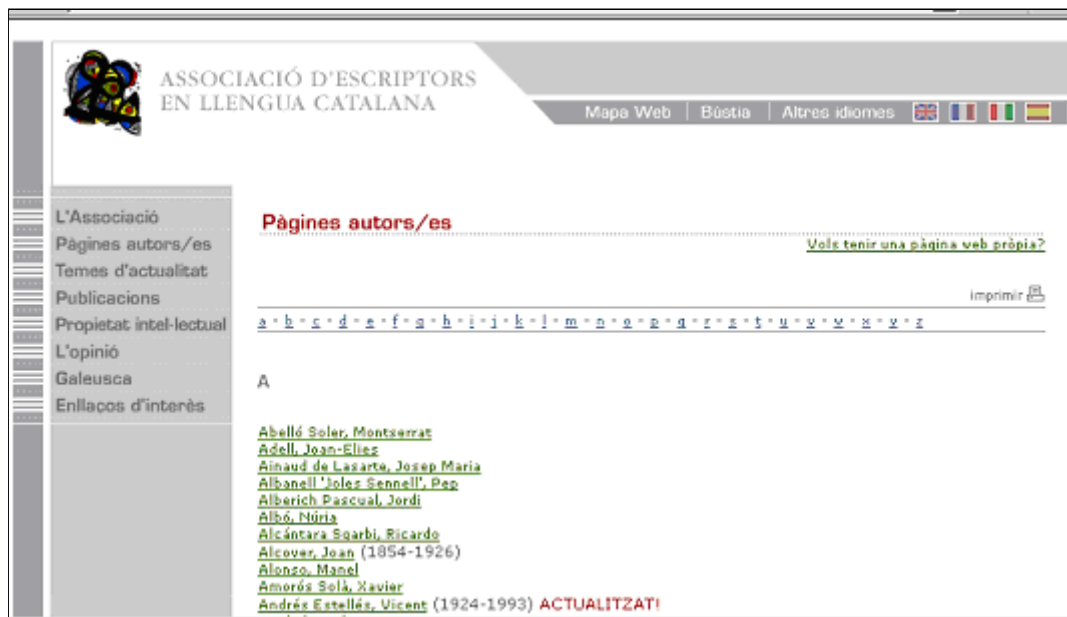 ASSOCIACIÓ D'ESCRIPTORS
EN LLENGUA CATALANA
Mapa Web | Bústia | Altres idiomes
L'Associació
Pàgines autors/es
Temes d'actualitat
Publicacions
Propietat intel·lectual
L'opinió
Galeusca
Enllaços d'interès
Pàgines autors/es
Vols tenir una pàgina web pròpia?
imprimir
a - b - c - d - e - f - g - h - i - j - k - l - m - n - o - p - q - r - s - t - u - v - w - x - y - z
A
Abelló Soler, Montserrat
Adell, Joan-Elies
Ainaud de Lasarte, Josep Maria
Albanell 'Joles Sennell', Pep
Alberich Pascual, Jordi
Albó, Núria
Alcántara Sgarbi, Ricardo
Alcover, Joan (1854-1926)
Alonso, Manel
Amorós Solà, Xavier
Andrés Estellés, Vicent (1924-1993) ACTUALITZAT!